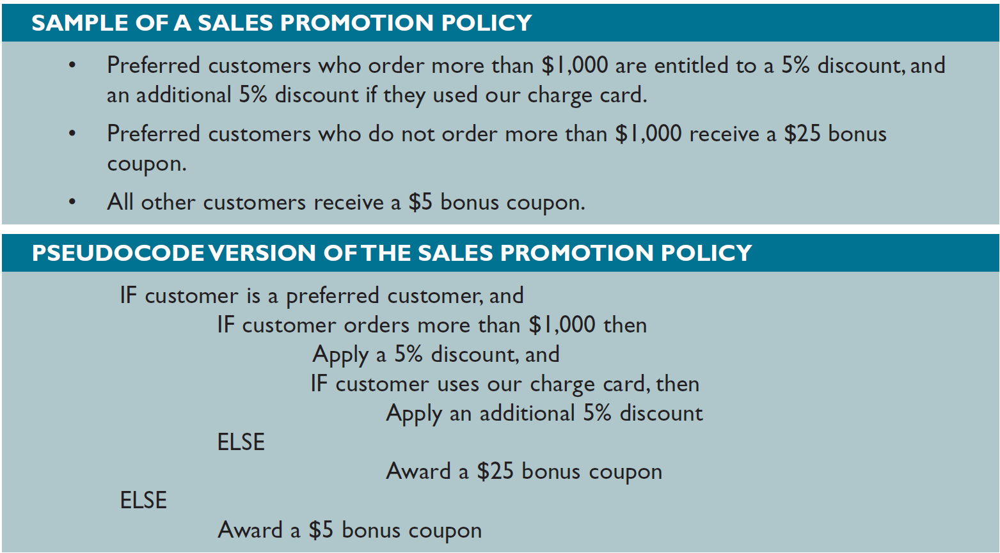 SAMPLE OF A SALES PROMOTION POLICY
• Preferred customers who order more than $1,000 are entitled to a 5% discount, and
an additional 5% discount if they used our charge card.
• Preferred customers who do not order more than $1,000 receive a $25 bonus
coupon.
• All other customers receive a $5 bonus coupon.
PSEUDOCODE VERSION OF THE SALES PROMOTION POLICY
IF customer is a preferred customer, and
IF customer orders more than $1,000 then
Apply a 5% discount, and
IF customer uses our charge card, then
Apply an additional 5% discount
ELSE
Award a $25 bonus coupon
ELSE
Award a $5 bonus coupon